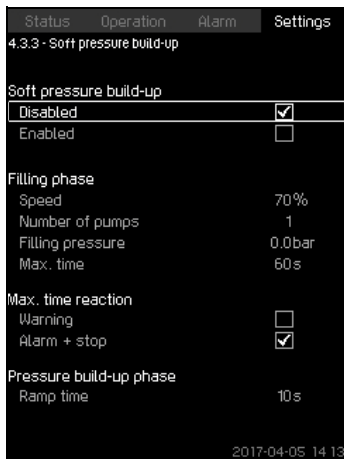 Status Operation Alarm Settings
4.3.3 - Soft pressure build-up
Soft pressure build-up
Disabled
Enabled
Filling phase
Speed 70%
Number of pumps 1
Filling pressure 0.0bar
Max. time 60s
Max. time reaction
Warning
Alarm + stop
Pressure build-up phase
Ramp time 10s
2017-04-05 14 13